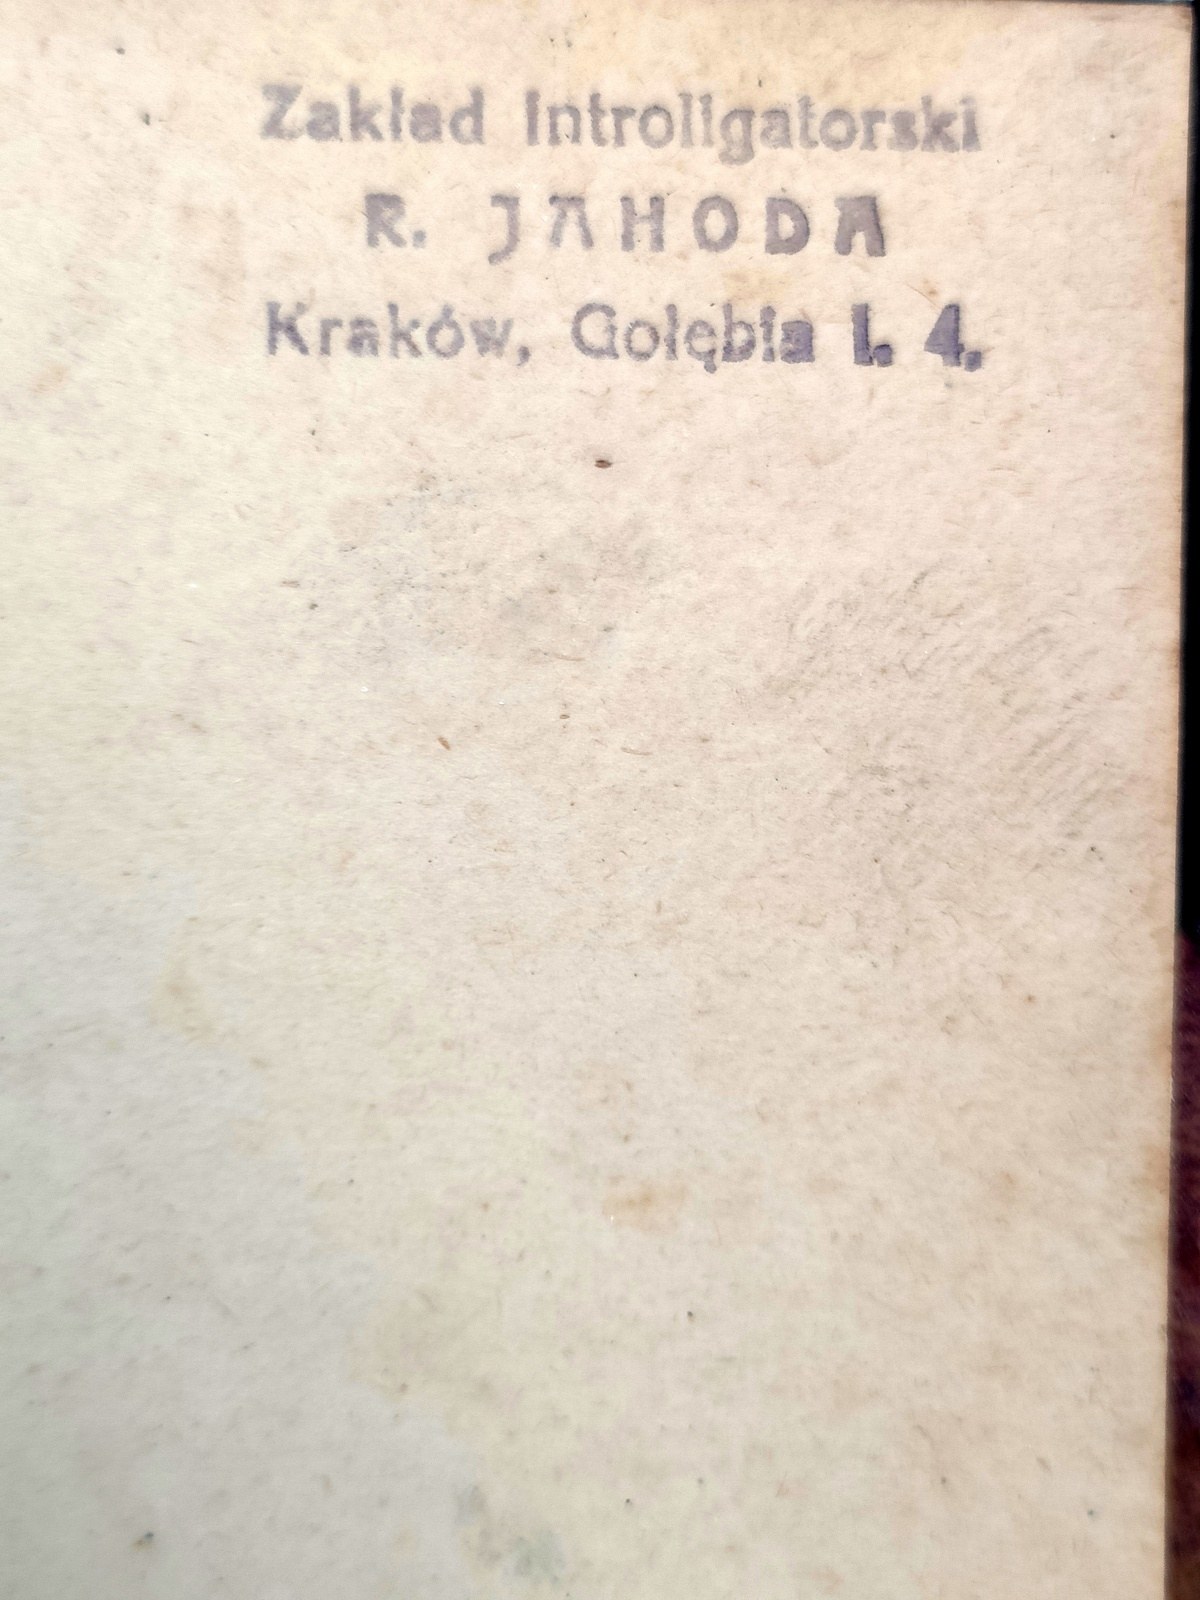 Zakład Introligatorski
R. JAHODA
Kraków, Gołębia l. 4.